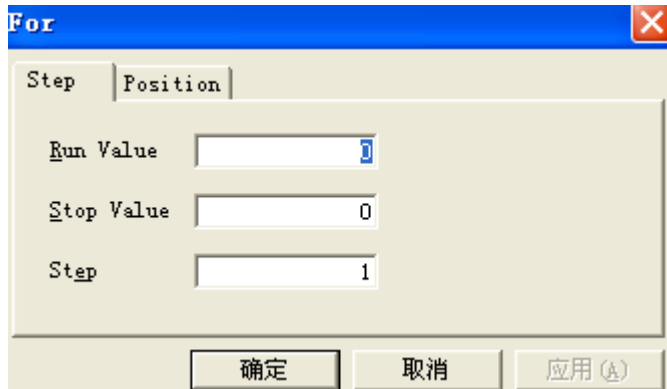 For
Step Position
Run Value 0
Stop Value 0
Step 1
确定 取消 应用(A)